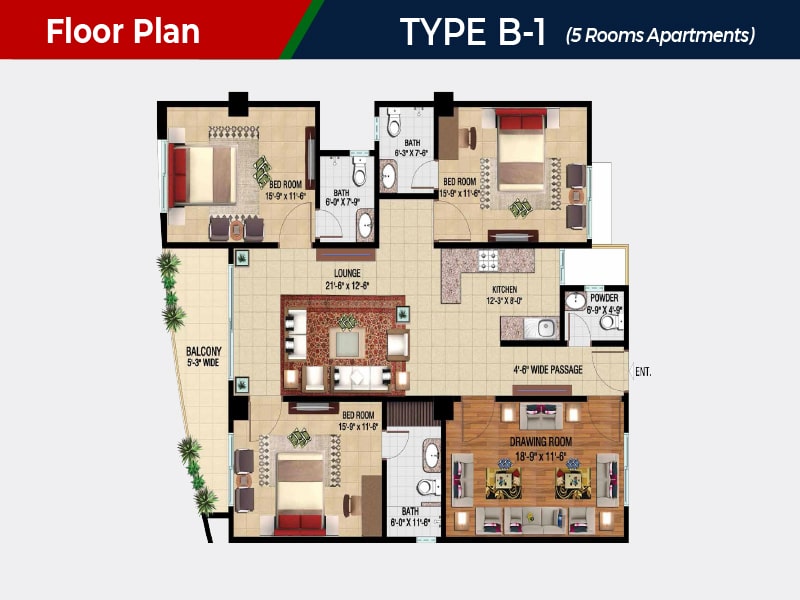 Floor Plan
TYPE B-1 (5 Rooms Apartments)
BED ROOM
15'-9" x 11'-6"
BATH
6'-0" X 7'-9"
BATH
6'-3" X 7'-6"
BED ROOM
15'-9" x 11'-6"
LOUNGE
21'-6" x 12'-6"
KITCHEN
12'-3" X 8'-0"
POWDER
6'-9" X 4'-9"
BALCONY
5'-3" WIDE
4'-6" WIDE PASSAGE
ENT.
BED ROOM
15'-9" x 11'-6"
BATH
6'-0" X 11'-6"
DRAWING ROOM
18'-9" x 11'-6"